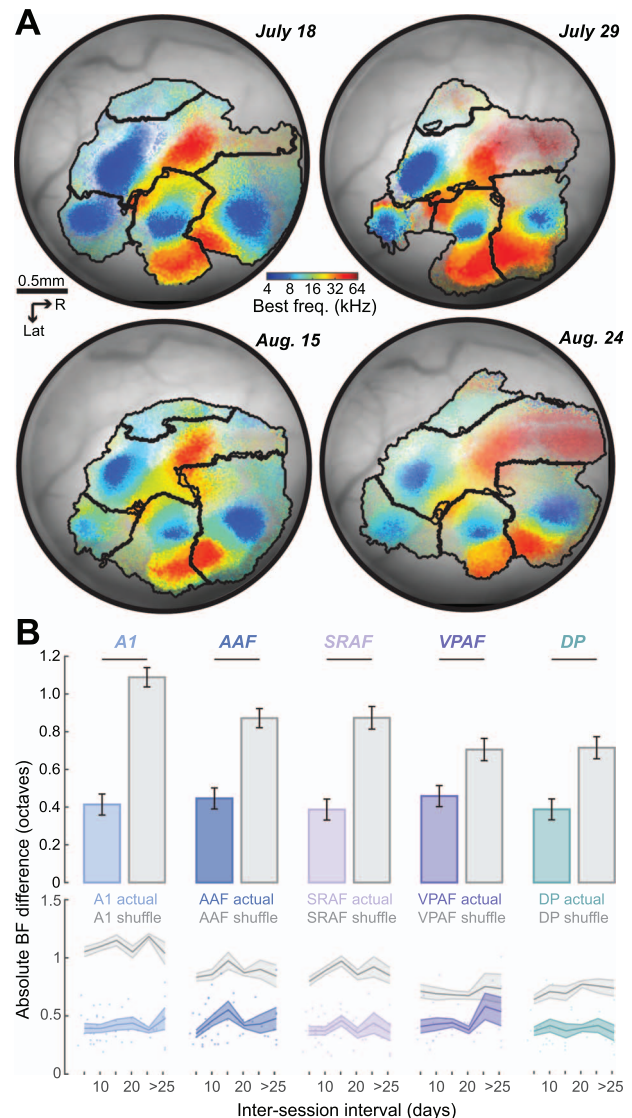 A
July 18
July 29
0.5mm
R
Lat
4 8 16 32 64
Best freq. (kHz)
Aug. 15
Aug. 24
B
A1 AAF SRAF VPAF DP
Absolute BF difference (octaves)
1.2
1.0
0.8
0.6
0.4
0.2
0
A1 actual AAF actual SRAF actual VPAF actual DP actual
A1 shuffle AAF shuffle SRAF shuffle VPAF shuffle DP shuffle
1.5
1
0.5
0
10 20 >25 10 20 >25 10 20 >25 10 20 >25 10 20 >25
Inter-session interval (days)